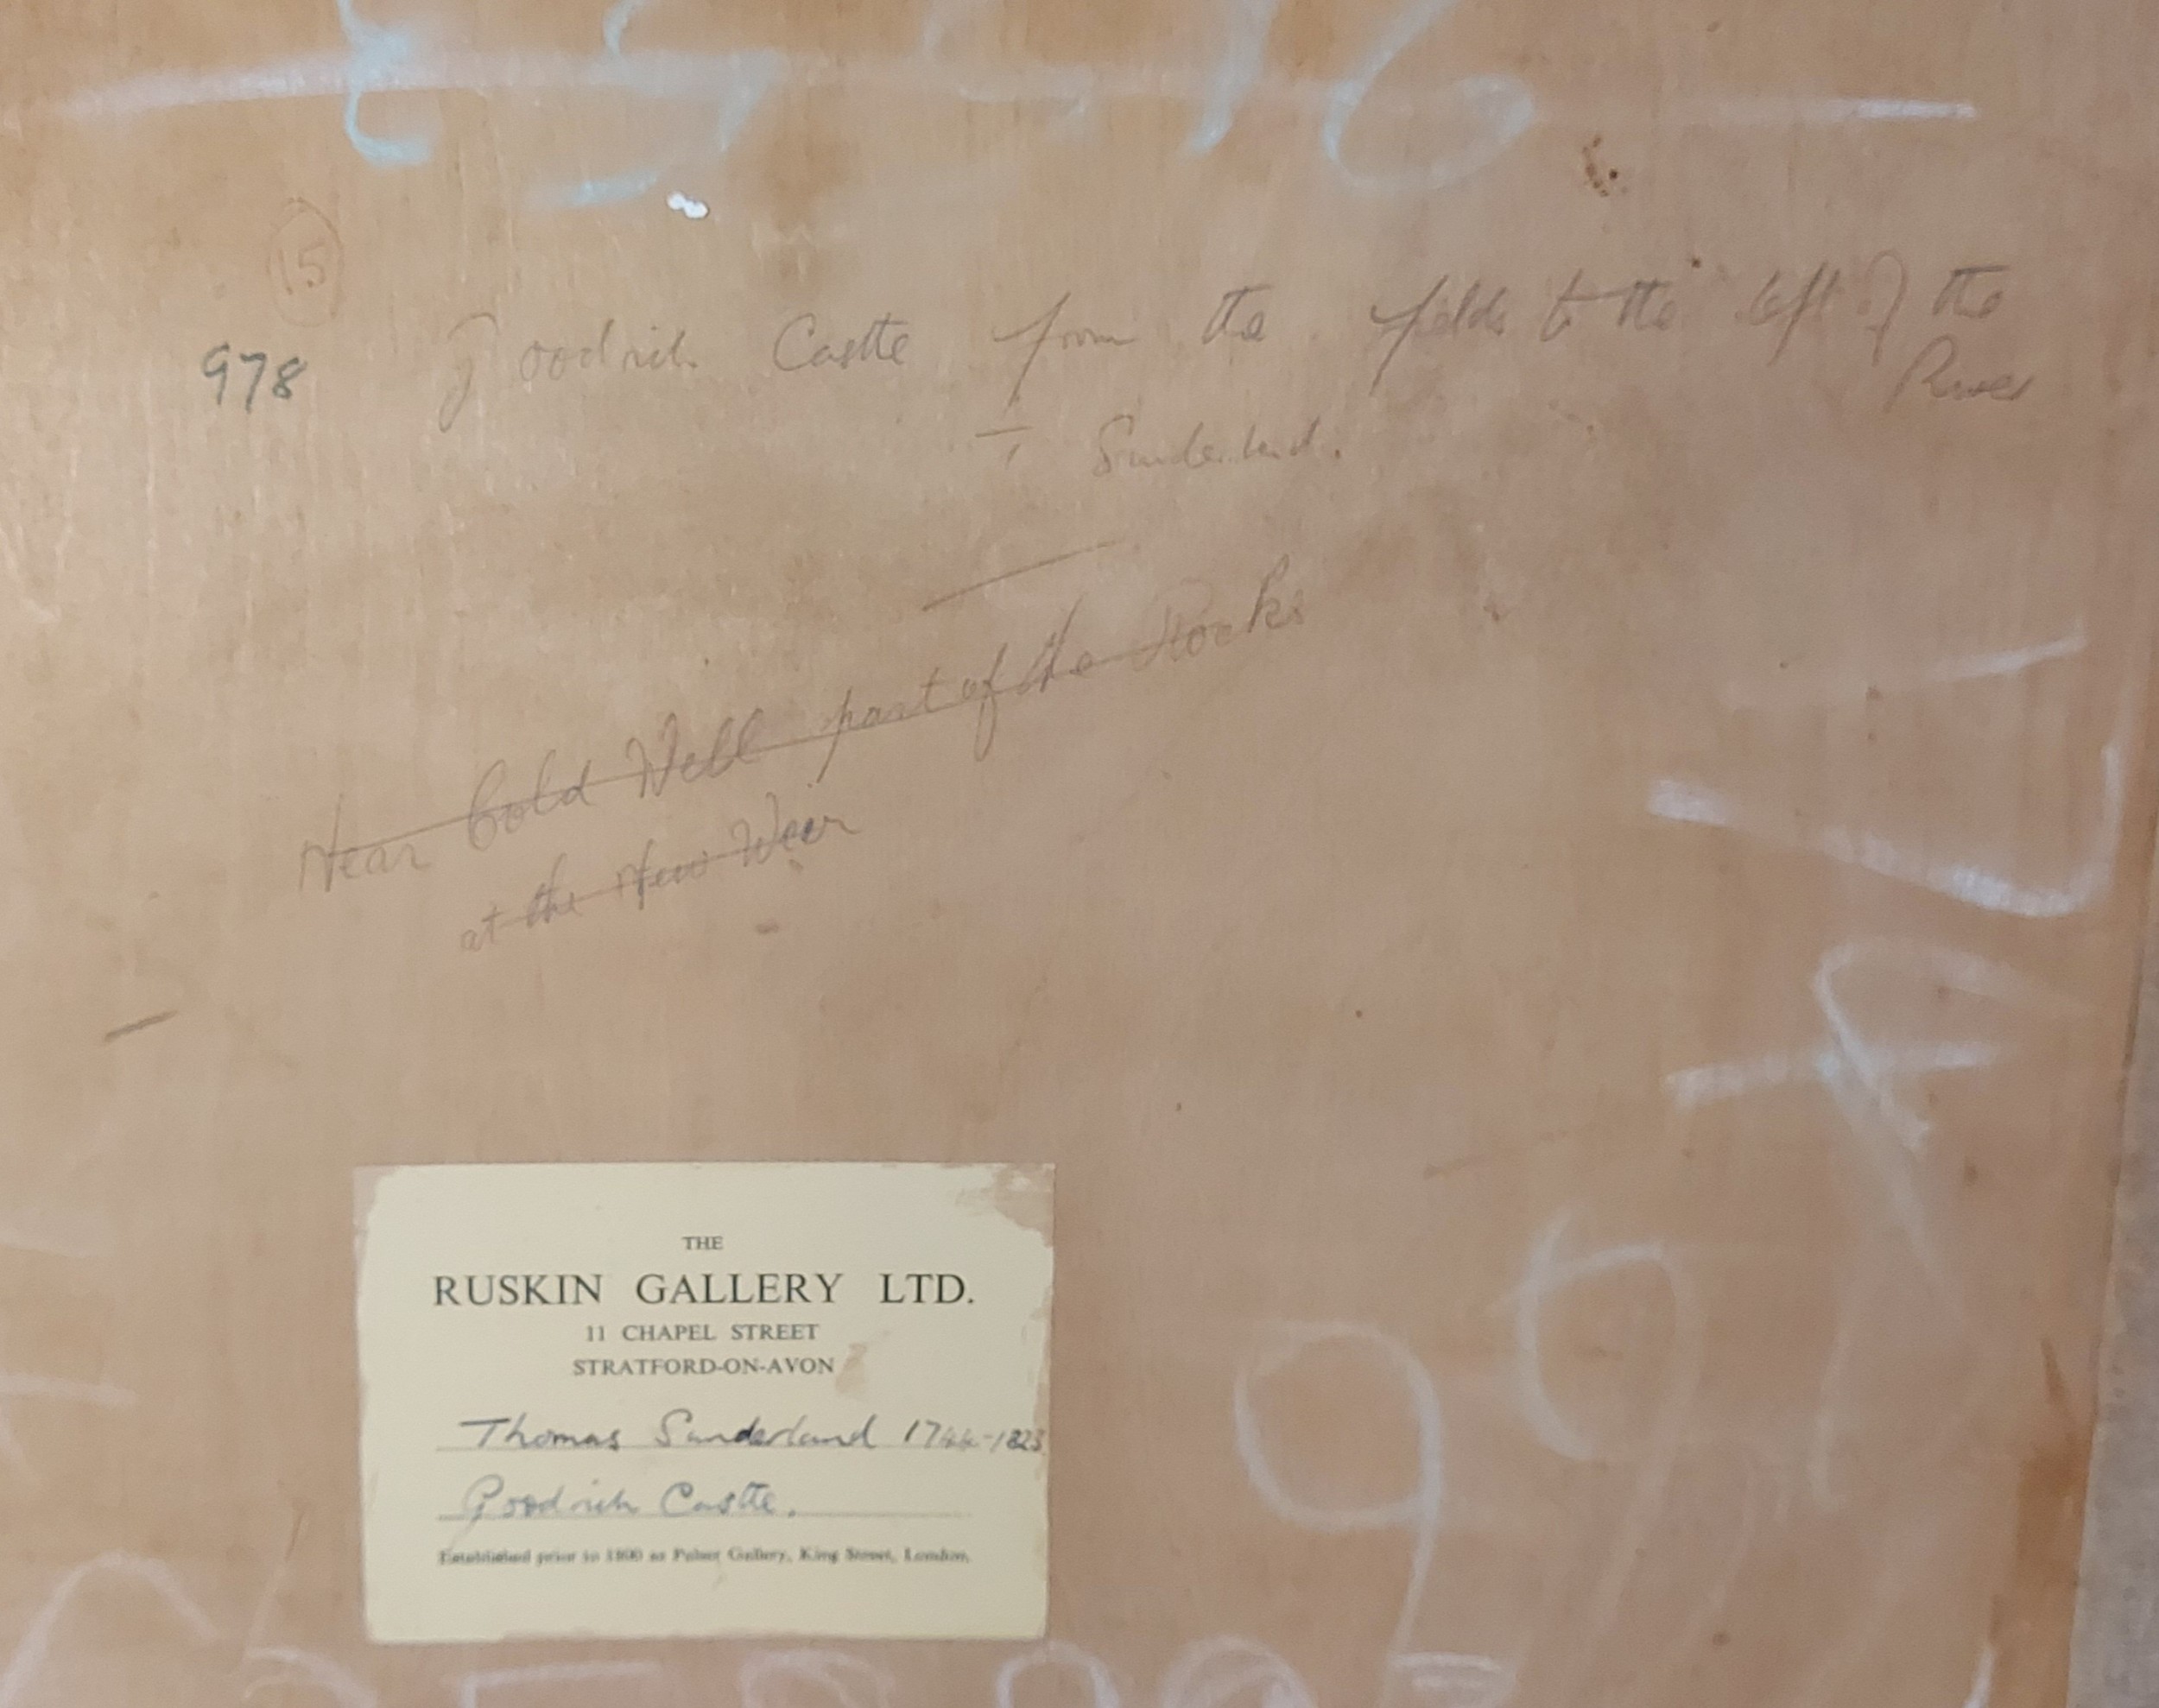 15
978 Goodrich Castle from the fields to the left of the
River
T Sunderland.
Near Cold Well part of the Rocks
at the New Weir
THE
RUSKIN GALLERY LTD.
11 CHAPEL STREET
STRATFORD-ON-AVON
Thomas Sunderland 1744-1823
Goodrich Castle.
Established prior to 1800 as Palser Gallery, King Street, London.